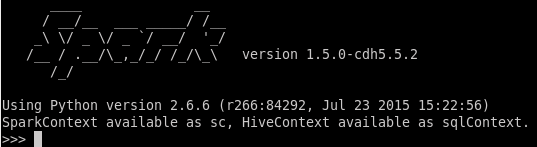 ____              __
     / __/__  ___ _____/ /__
    _\ \/ _ \/ _ `/ __/  '_/
   /__ / .__/\_,_/_/ /_/\_\   version 1.5.0-cdh5.5.2
      /_/
Using Python version 2.6.6 (r266:84292, Jul 23 2015 15:22:56)
SparkContext available as sc, HiveContext available as sqlContext.
>>>